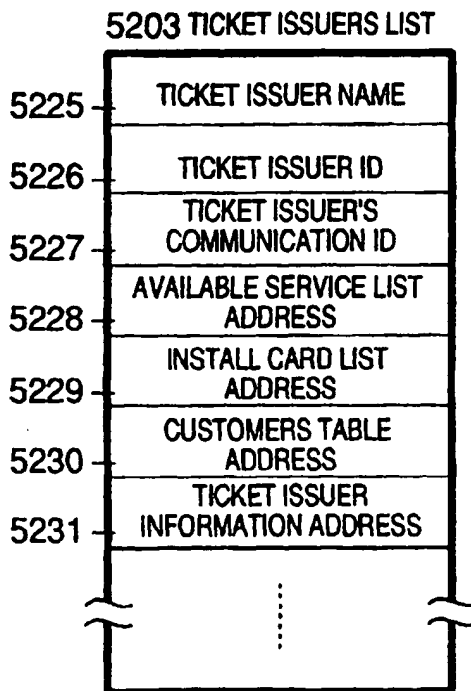 5203 TICKET ISSUERS LIST
5225 TICKET ISSUER NAME
5226 TICKET ISSUER ID
TICKET ISSUER'S
5227 COMMUNICATION ID
AVAILABLE SERVICE LIST
5228 ADDRESS
INSTALL CARD LIST
5229 ADDRESS
CUSTOMERS TABLE
5230 ADDRESS
TICKET ISSUER
5231 INFORMATION ADDRESS